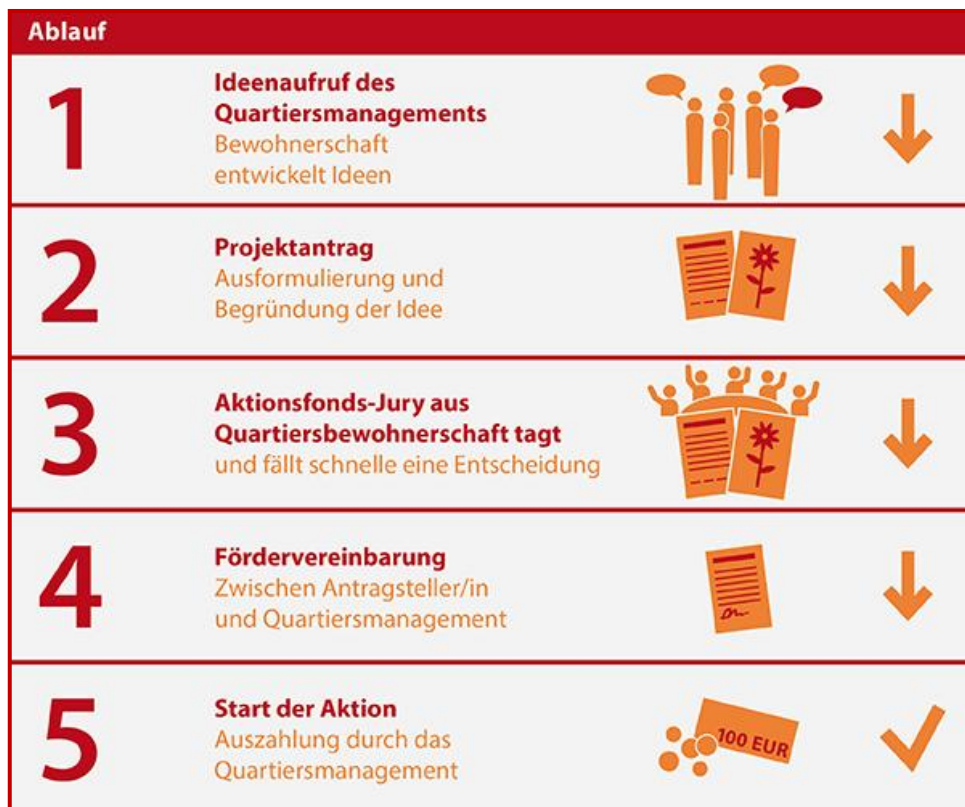 Ablauf
1
Ideenaufruf des
Quartiersmanagements
Bewohnerschaft
entwickelt Ideen
2
Projektantrag
Ausformulierung und
Begründung der Idee
3
Aktionsfonds-Jury aus
Quartiersbewohnerschaft tagt
und fällt schnelle eine Entscheidung
4
Fördervereinbarung
Zwischen Antragsteller/in
und Quartiersmanagement
5
Start der Aktion
Auszahlung durch das
Quartiersmanagement
100 EUR